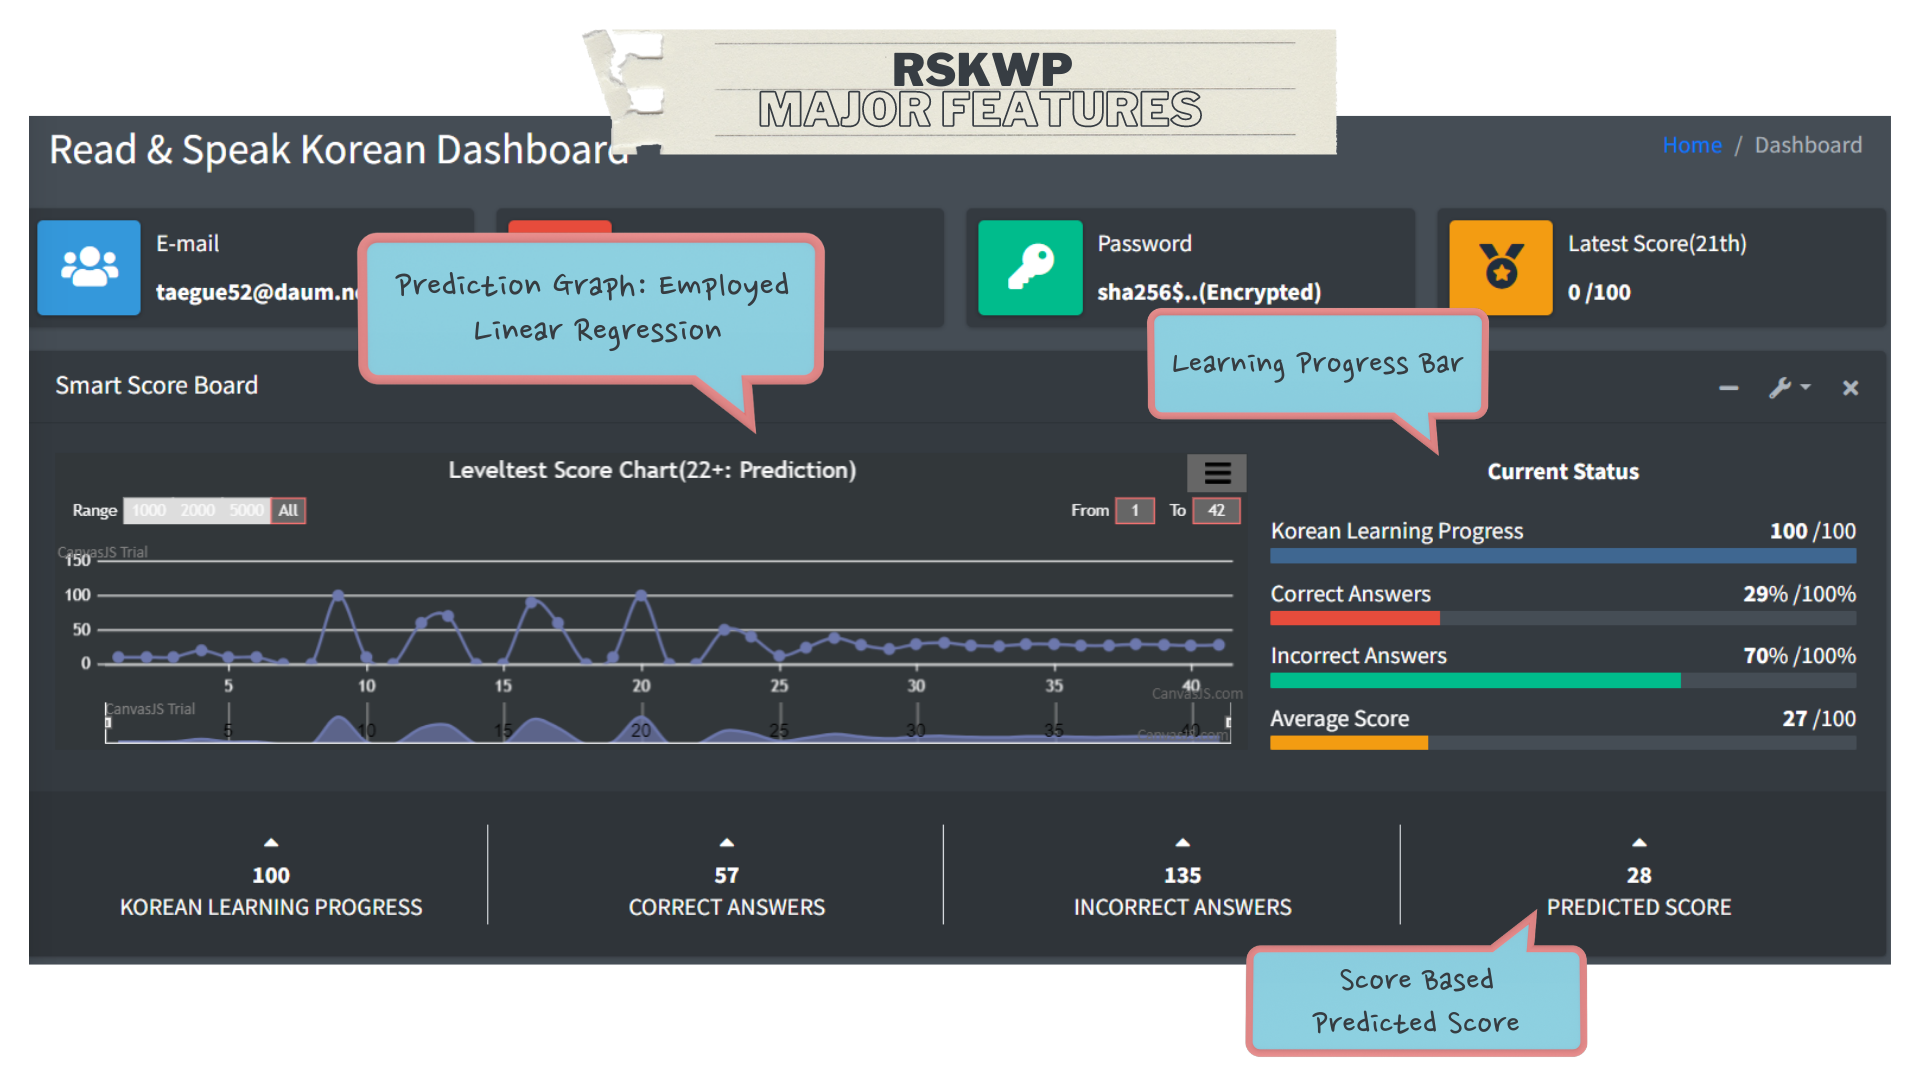 RSKWP
MAJOR FEATURES
Read & Speak Korean Dashboard
Home / Dashboard
E-mail
taegue52@daum.n
Password
sha256$..(Encrypted)
Latest Score(21th)
0 /100
Prediction Graph: Employed
Linear Regression
Learning Progress Bar
Smart Score Board
Leveltest Score Chart(22+: Prediction)
Range 1000 2000 5000 All
From 1 To 42
CanvasJS Trial
150
100
50
0
5 10 15 20 25 30 35 40
CanvasJS.com
CanvasJS Trial
5 10 15 20 25 30 35 40
CanvasJS.com
Current Status
Korean Learning Progress 100 /100
Correct Answers 29% /100%
Incorrect Answers 70% /100%
Average Score 27 /100
100
KOREAN LEARNING PROGRESS
57
CORRECT ANSWERS
135
INCORRECT ANSWERS
28
PREDICTED SCORE
Score Based
Predicted Score